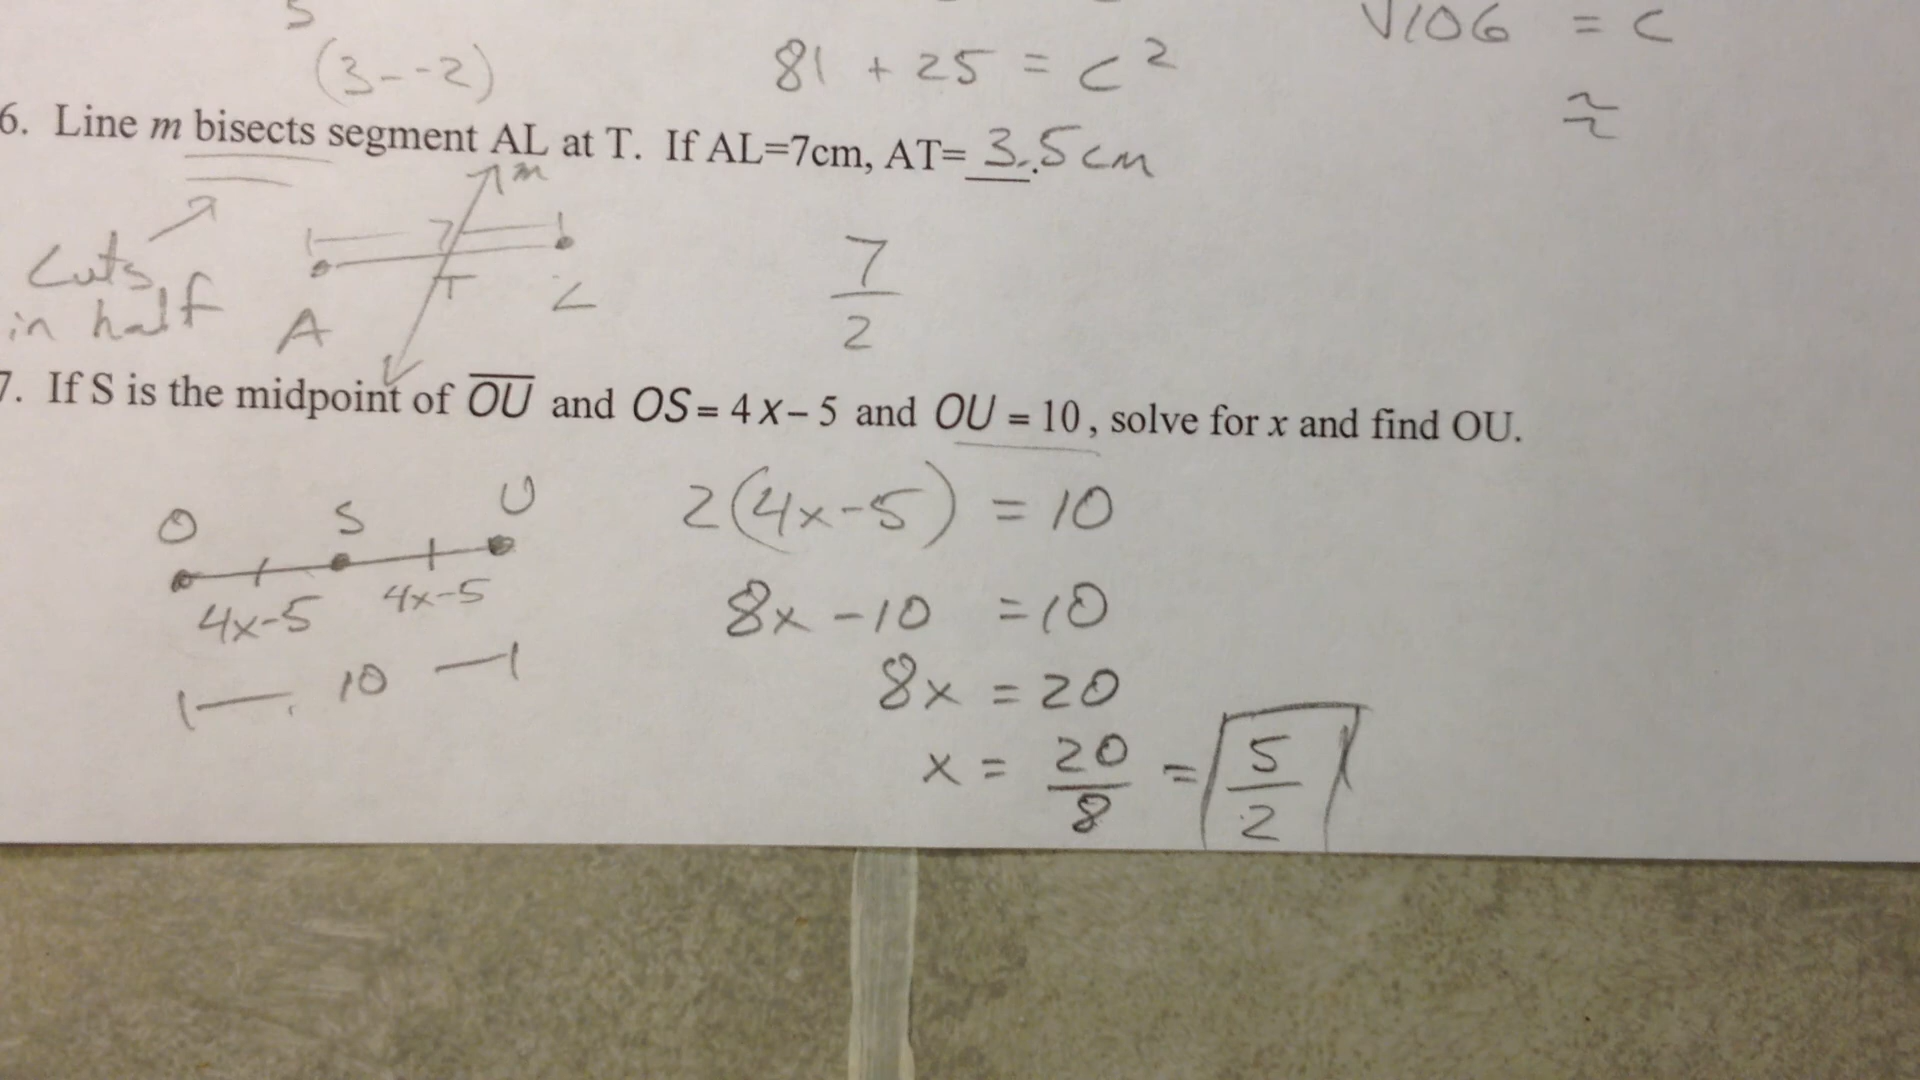 5
(3--2)
81 + 25 = c²
√106 = c
≈
6. Line m bisects segment AL at T. If AL=7cm, AT= 3.5cm
m
Cuts
in half
A
T
L
7
2
7. If S is the midpoint of OU and OS= 4x-5 and OU = 10, solve for x and find OU.
O S U
4x-5 4x-5
10
2(4x-5) = 10
8x -10 = 10
8x = 20
x = 20/8 = 5/2